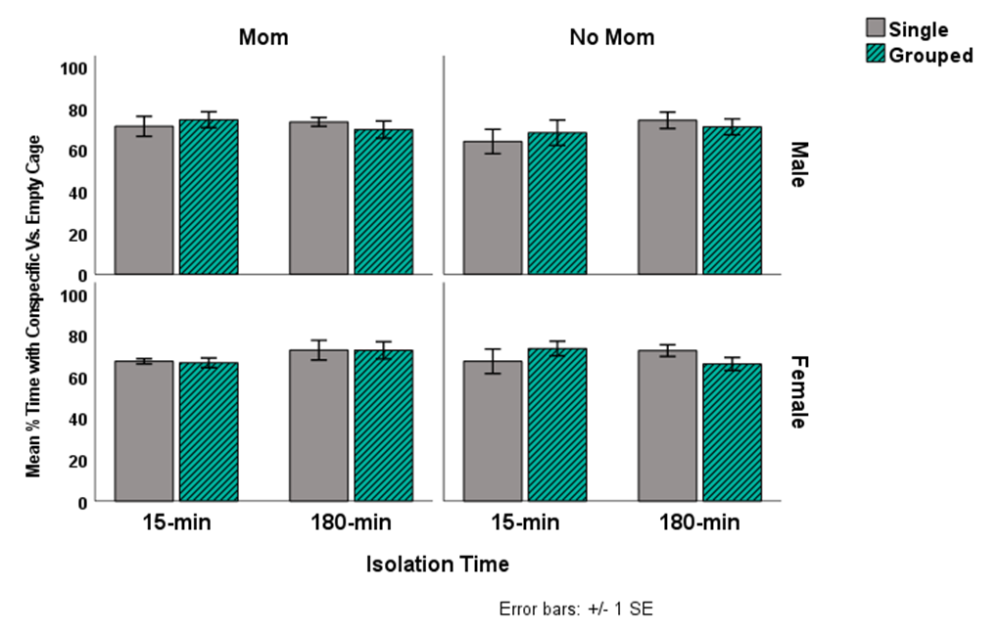 Mom
No Mom
Single
Grouped
Mean % Time with Conspecific Vs. Empty Cage
100
80
60
40
20
0
Male
100
80
60
40
20
0
Female
15-min
180-min
15-min
180-min
Isolation Time
Error bars: +/- 1 SE